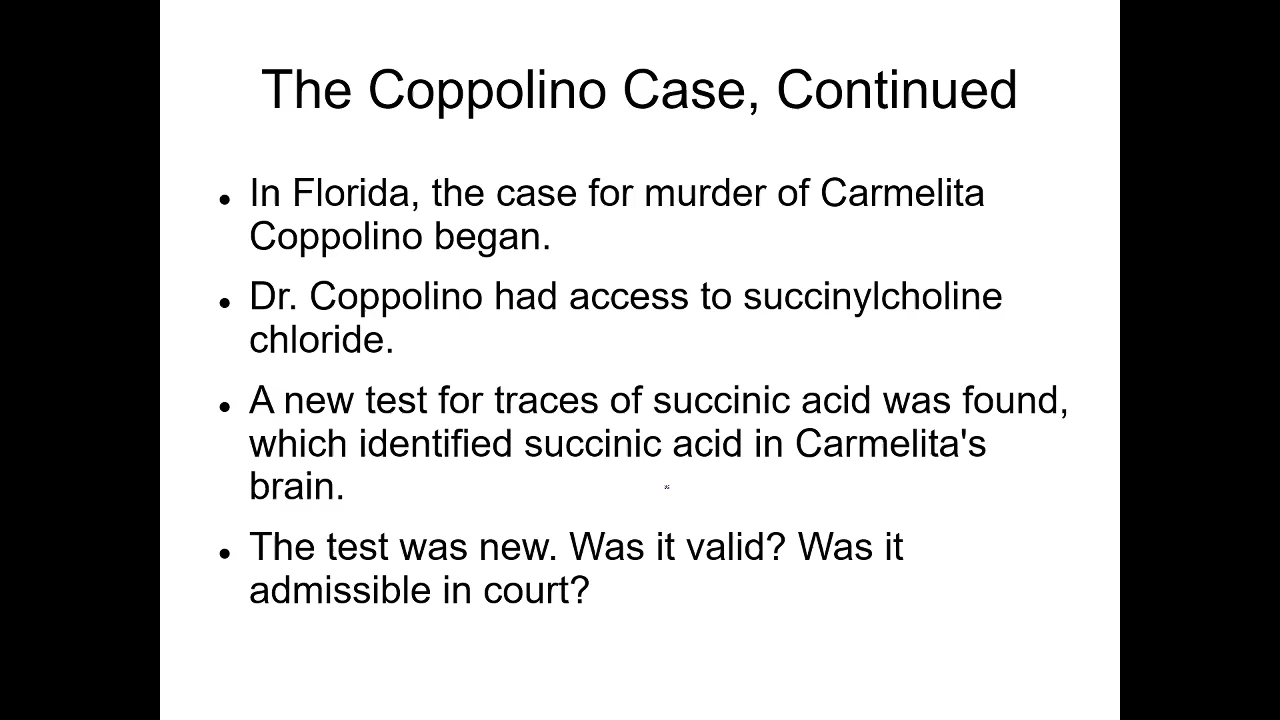 The Coppolino Case, Continued
• In Florida, the case for murder of Carmelita
Coppolino began.
• Dr. Coppolino had access to succinylcholine
chloride.
• A new test for traces of succinic acid was found,
which identified succinic acid in Carmelita's
brain.
• The test was new. Was it valid? Was it
admissible in court?